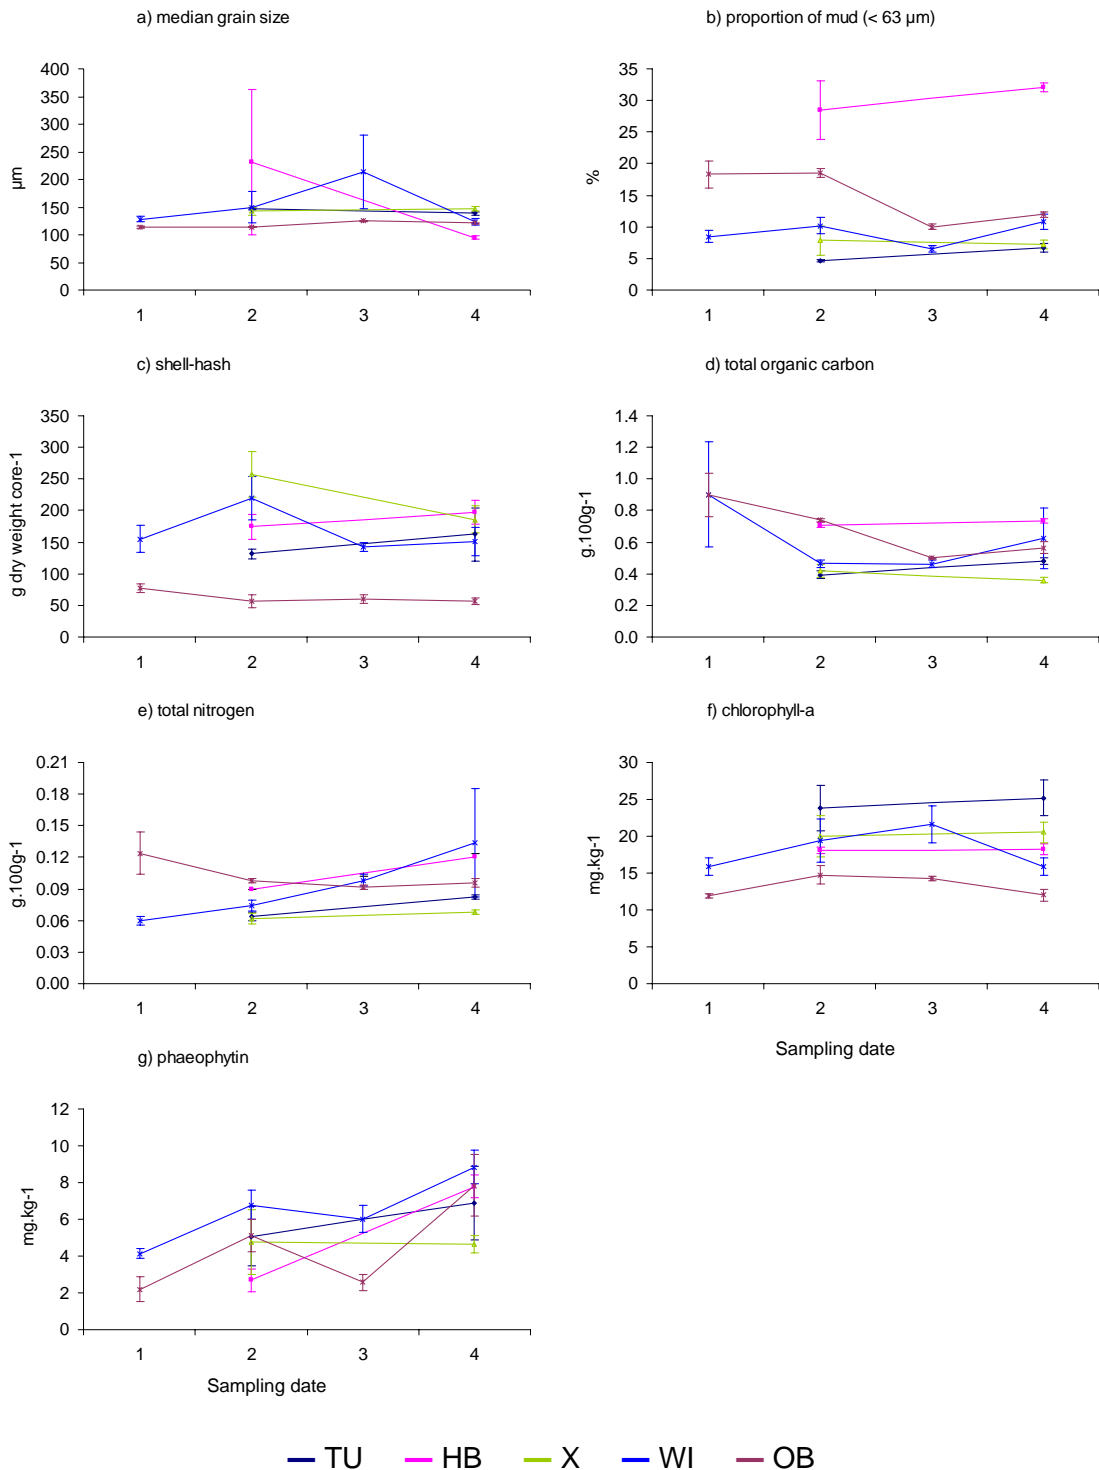 a) median grain size
b) proportion of mud (< 63 µm)
400
350
300
250
200
150
100
50
0
µm
1 2 3 4
35
30
25
20
15
10
5
0
%
1 2 3 4
c) shell-hash
d) total organic carbon
350
300
250
200
150
100
50
0
g dry weight core-1
1 2 3 4
1.4
1.2
1.0
0.8
0.6
0.4
0.2
0.0
g.100g-1
1 2 3 4
e) total nitrogen
f) chlorophyll-a
0.21
0.18
0.15
0.12
0.09
0.06
0.03
0.00
g.100g-1
1 2 3 4
30
25
20
15
10
5
0
mg.kg-1
1 2 3 4
Sampling date
g) phaeophytin
12
10
8
6
4
2
0
mg.kg-1
1 2 3 4
Sampling date
TU HB X WI OB